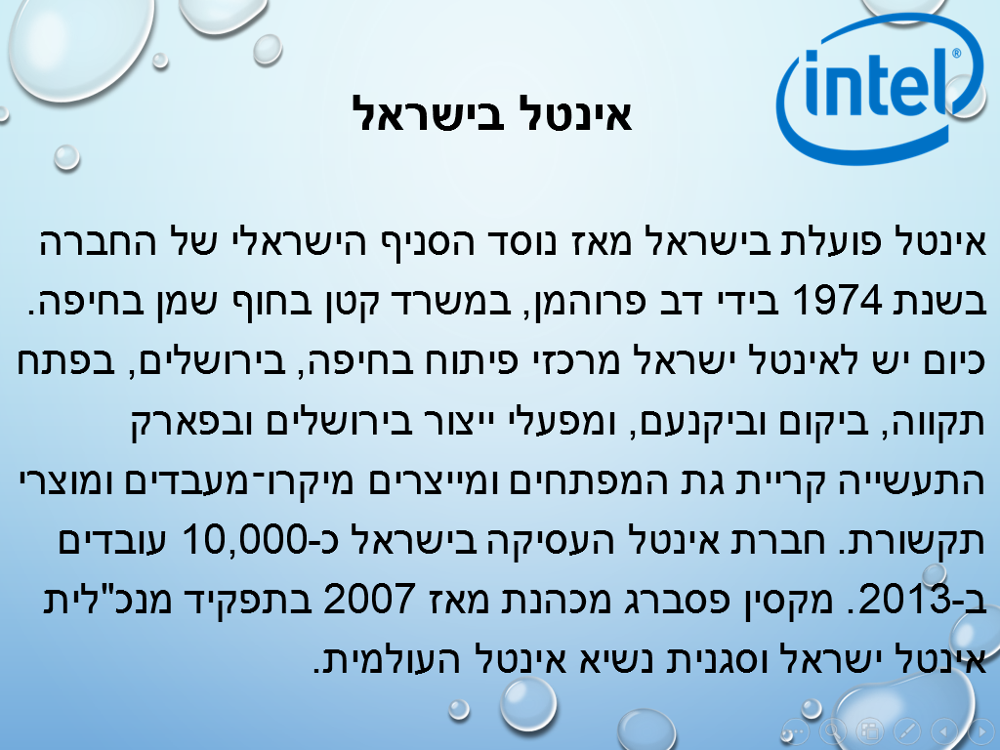 intel®
אינטל בישראל
אינטל פועלת בישראל מאז נוסד הסניף הישראלי של החברה
בשנת 1974 בידי דב פרוהמן, במשרד קטן בחוף שמן בחיפה.
כיום יש לאינטל ישראל מרכזי פיתוח בחיפה, בירושלים, בפתח
תקווה, ביקום וביקנעם, ומפעלי ייצור בירושלים ובפארק
התעשייה קריית גת המפתחים ומייצרים מיקרו־מעבדים ומוצרי
תקשורת. חברת אינטל העסיקה בישראל כ-10,000 עובדים
ב-2013. מקסין פסברג מכהנת מאז 2007 בתפקיד מנכ"לית
אינטל ישראל וסגנית נשיא אינטל העולמית.